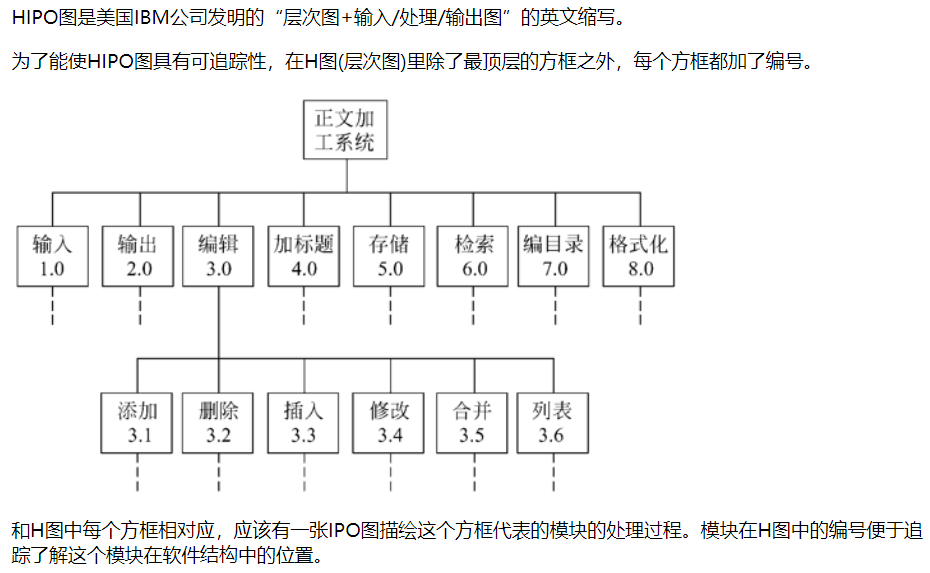 HIPO图是美国IBM公司发明的“层次图+输入/处理/输出图”的英文缩写。
为了能使HIPO图具有可追踪性，在H图(层次图)里除了最顶层的方框之外，每个方框都加了编号。
正文加
工系统
输入 输出 编辑 加标题 存储 检索 编目录 格式化
1.0 2.0 3.0 4.0 5.0 6.0 7.0 8.0
添加 删除 插入 修改 合并 列表
3.1 3.2 3.3 3.4 3.5 3.6
和H图中每个方框相对应，应该有一张IPO图描绘这个方框代表的模块的处理过程。模块在H图中的编号便于追
踪了解这个模块在软件结构中的位置。